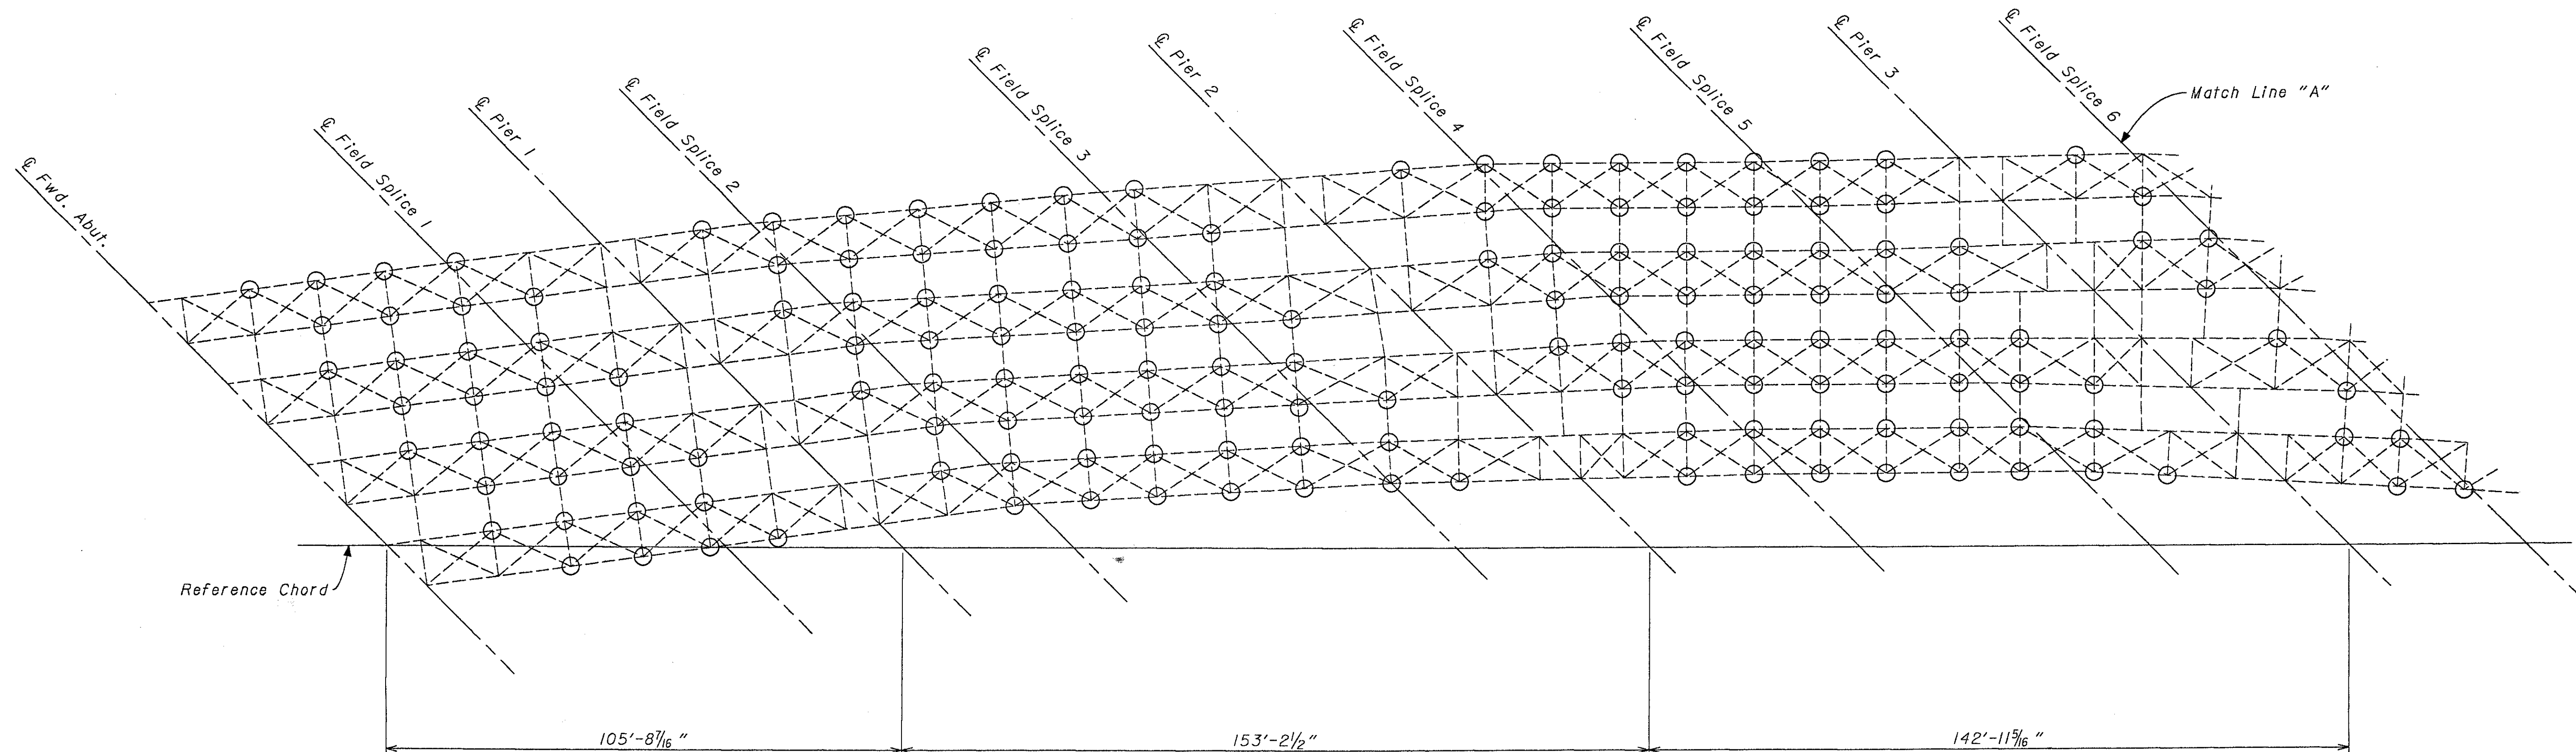 ℄ Fwd. Abut.
℄ Field Splice 1
℄ Pier 1
℄ Field Splice 2
℄ Field Splice 3
℄ Pier 2
℄ Field Splice 4
℄ Field Splice 5
℄ Pier 3
℄ Field Splice 6
Match Line "A"
Reference Chord
105'-8 7/16"
153'-2 1/2"
142'-11 5/16"